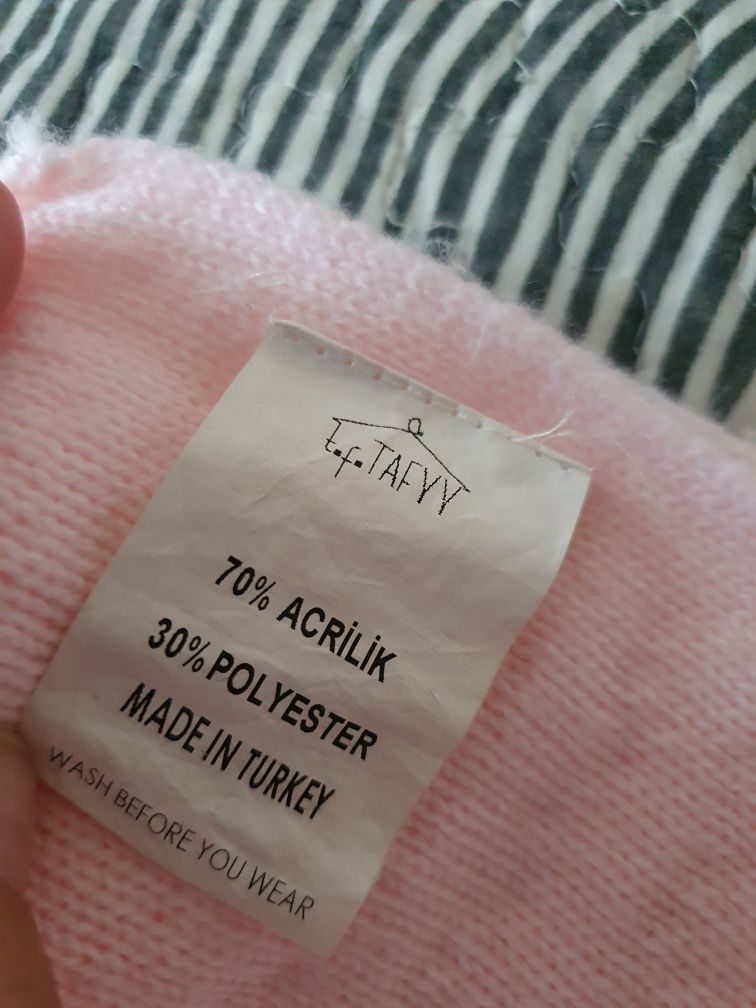 t.f.TAFYY
70% ACRİLİK
30% POLYESTER
MADE IN TURKEY
WASH BEFORE YOU WEAR